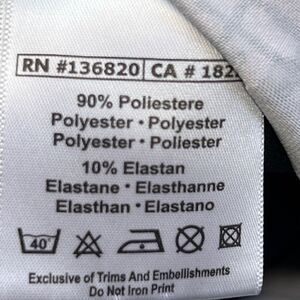 RN #136820 CA # 182
90% Poliestere
Polyester · Polyester
Polyester · Poliester
10% Elastan
Elastane · Elasthanne
Elasthan · Elastano
40°
Exclusive of Trims And Embellishments
Do Not Iron Print